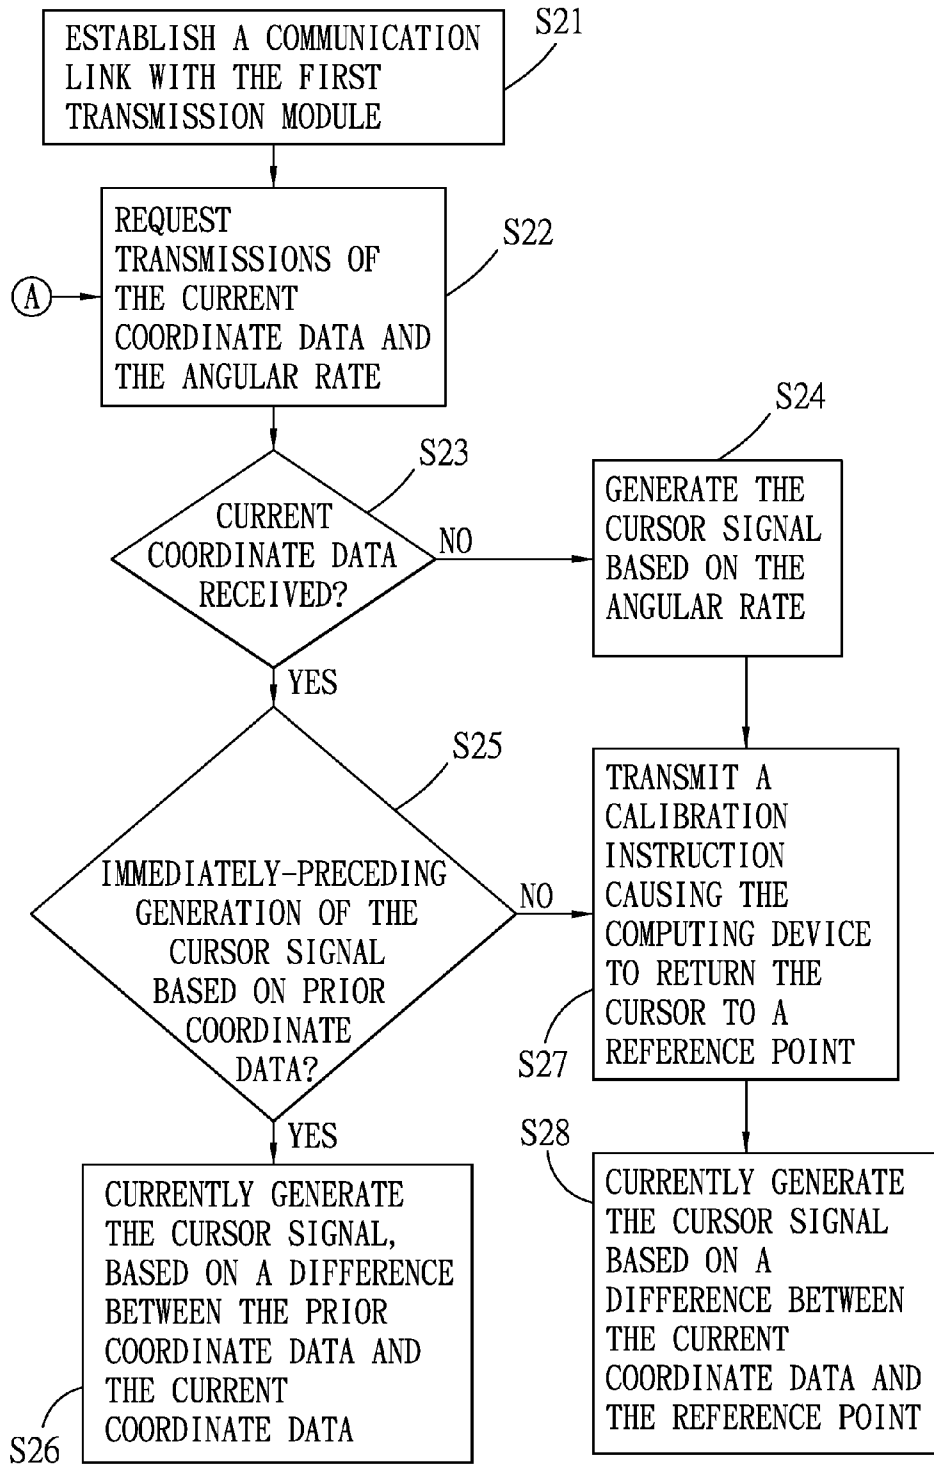 ESTABLISH A COMMUNICATION
LINK WITH THE FIRST
TRANSMISSION MODULE
S21
REQUEST
TRANSMISSIONS OF
THE CURRENT
COORDINATE DATA AND
THE ANGULAR RATE
S22
A
CURRENT
COORDINATE DATA
RECEIVED?
S23
NO
YES
GENERATE THE
CURSOR SIGNAL
BASED ON THE
ANGULAR RATE
S24
IMMEDIATELY-PRECEDING
GENERATION OF THE
CURSOR SIGNAL
BASED ON PRIOR
COORDINATE
DATA?
S25
NO
YES
TRANSMIT A
CALIBRATION
INSTRUCTION
CAUSING THE
COMPUTING DEVICE
TO RETURN THE
CURSOR TO A
REFERENCE POINT
S27
CURRENTLY GENERATE
THE CURSOR SIGNAL,
BASED ON A DIFFERENCE
BETWEEN THE PRIOR
COORDINATE DATA AND
THE CURRENT
COORDINATE DATA
S26
S28
CURRENTLY GENERATE
THE CURSOR SIGNAL
BASED ON A
DIFFERENCE BETWEEN
THE CURRENT
COORDINATE DATA AND
THE REFERENCE POINT